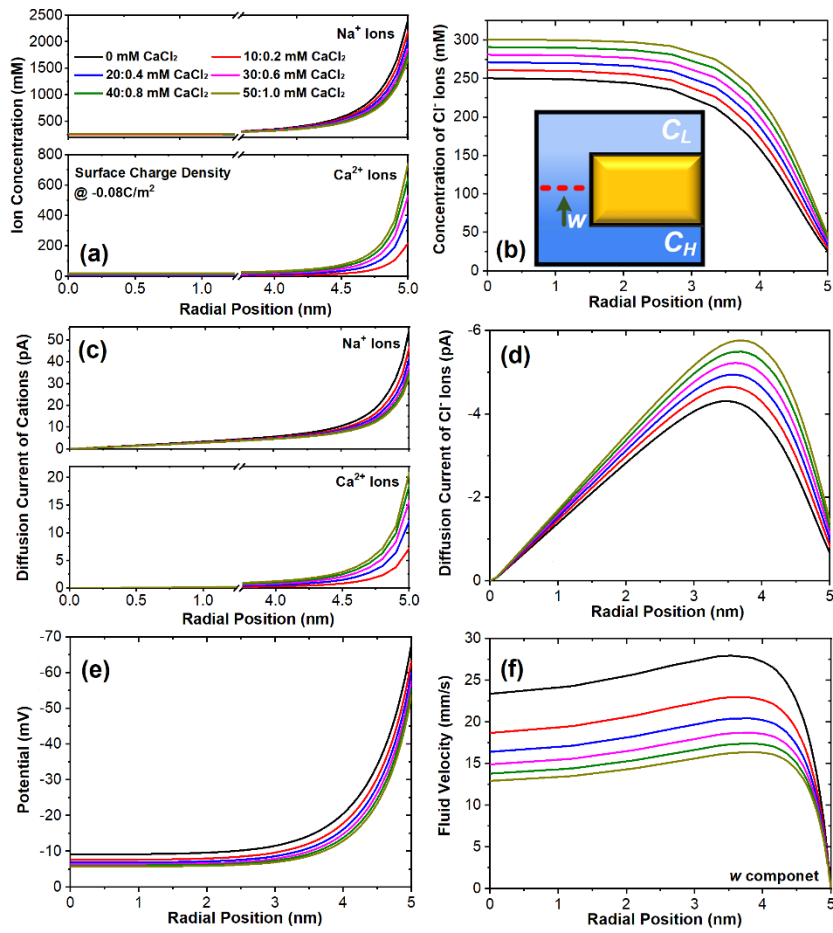 2500
2000
1500
1000
500
Na⁺ Ions
0 mM CaCl₂
10:0.2 mM CaCl₂
20:0.4 mM CaCl₂
30:0.6 mM CaCl₂
40:0.8 mM CaCl₂
50:1.0 mM CaCl₂
800
600
400
200
0
Ion Concentration (mM)
Surface Charge Density
@ -0.08C/m²
Ca²⁺ Ions
(a)
0.0 0.5 1.0 4.0 4.5 5.0
Radial Position (nm)
350
300
250
200
150
100
50
0
Concentration of Cl⁻ Ions (mM)
C_L
w
C_H
(b)
0 1 2 3 4 5
Radial Position (nm)
(c)
50
40
30
20
10
0
Na⁺ Ions
20
15
10
5
0
Diffusion Current of Cations (pA)
Ca²⁺ Ions
0.0 0.5 1.0 4.0 4.5 5.0
Radial Position (nm)
(d)
-6
-4
-2
0
Diffusion Current of Cl⁻ Ions (pA)
0 1 2 3 4 5
Radial Position (nm)
(e)
-70
-60
-50
-40
-30
-20
-10
0
Potential (mV)
0 1 2 3 4 5
Radial Position (nm)
(f)
35
30
25
20
15
10
5
0
Fluid Velocity (mm/s)
w componet
0 1 2 3 4 5
Radial Position (nm)